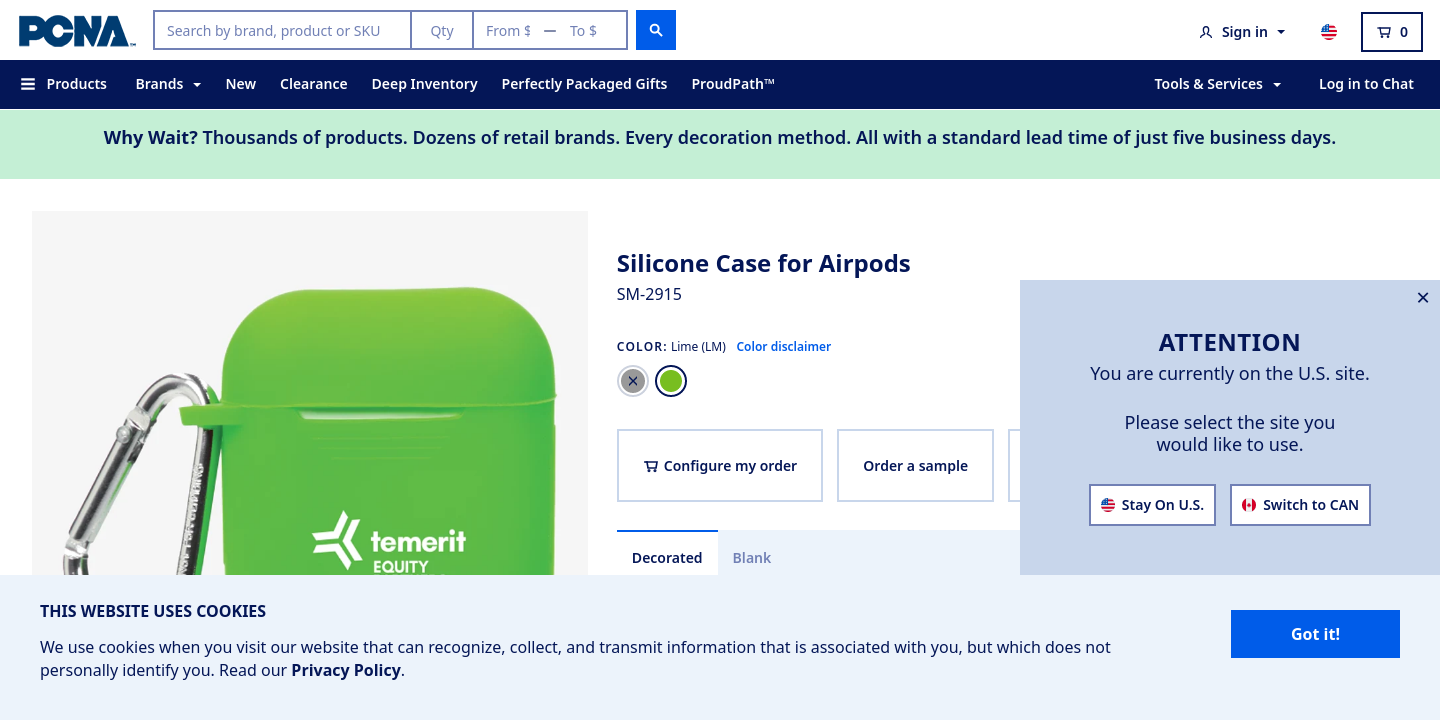 PCNA
Search by brand, product or SKU
Qty
From $
—
To $
Sign in
0
Products
Brands
New
Clearance
Deep Inventory
Perfectly Packaged Gifts
ProudPath™
Tools & Services
Log in to Chat
Why Wait? Thousands of products. Dozens of retail brands. Every decoration method. All with a standard lead time of just five business days.
Silicone Case for Airpods
SM-2915
COLOR: Lime (LM) Color disclaimer
Configure my order
Order a sample
Decorated
Blank
temerit
EQUITY
ATTENTION
You are currently on the U.S. site.
Please select the site you
would like to use.
Stay On U.S.
Switch to CAN
THIS WEBSITE USES COOKIES
We use cookies when you visit our website that can recognize, collect, and transmit information that is associated with you, but which does not
personally identify you. Read our Privacy Policy.
Got it!